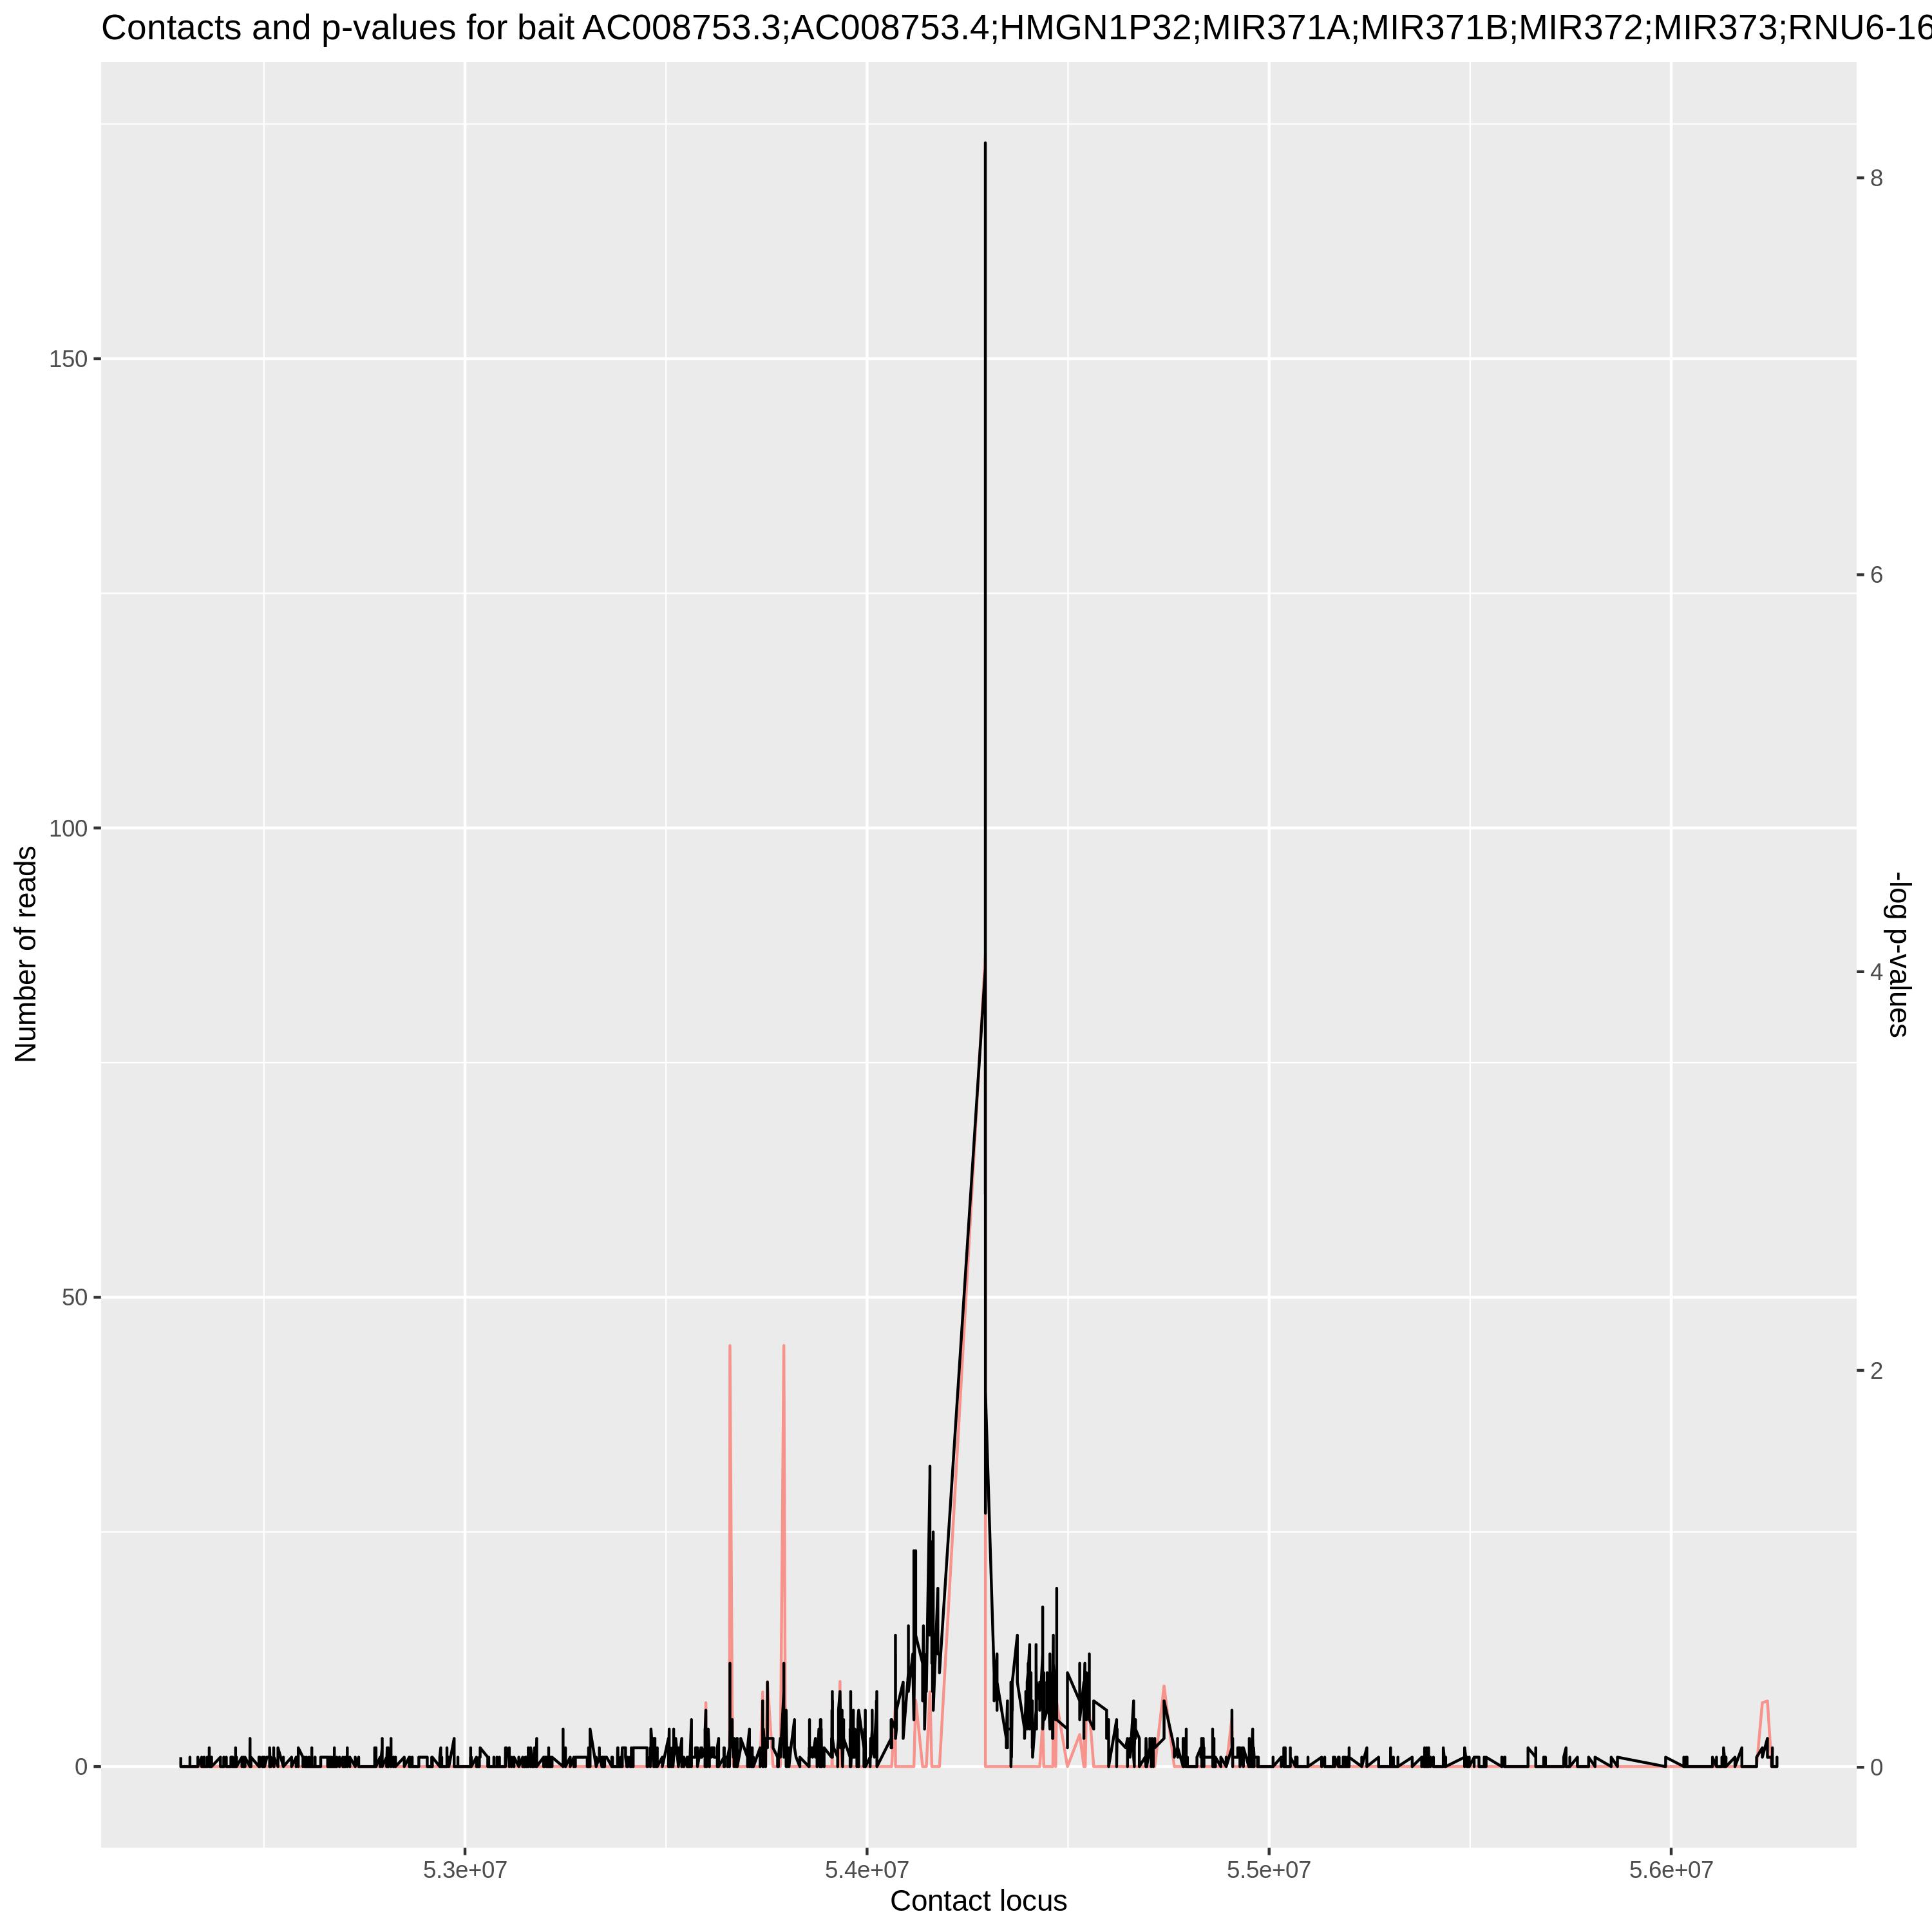 Contacts and p-values for bait AC008753.3;AC008753.4;HMGN1P32;MIR371A;MIR371B;MIR372;MIR373;RNU6-16
150
100
50
0
Number of reads
8
6
4
2
0
-log p-values
5.3e+07
5.4e+07
5.5e+07
5.6e+07
Contact locus